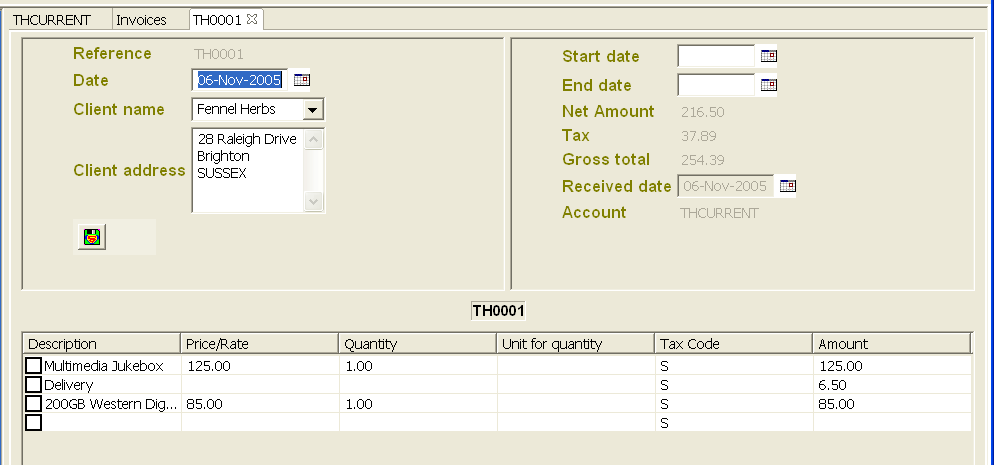 THCURRENT Invoices TH0001
Reference TH0001
Date 06-Nov-2005
Client name Fennel Herbs
Client address 28 Raleigh Drive
Brighton
SUSSEX
Start date
End date
Net Amount 216.50
Tax 37.89
Gross total 254.39
Received date 06-Nov-2005
Account THCURRENT
TH0001
Description Price/Rate Quantity Unit for quantity Tax Code Amount
Multimedia Jukebox 125.00 1.00 S 125.00
Delivery S 6.50
200GB Western Dig... 85.00 1.00 S 85.00
S